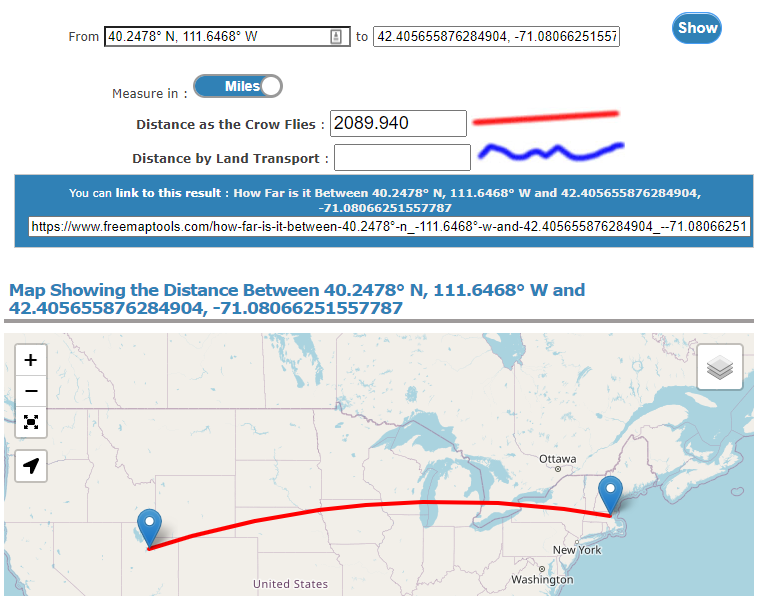 From 40.2478° N, 111.6468° W to 42.405655876284904, -71.08066251557 Show
Measure in : Miles
Distance as the Crow Flies : 2089.940
Distance by Land Transport :
You can link to this result : How Far is it Between 40.2478° N, 111.6468° W and 42.405655876284904,
-71.08066251557787
https://www.freemaptools.com/how-far-is-it-between-40.2478°-n_-111.6468°-w-and-42.405655876284904_--71.08066251
Map Showing the Distance Between 40.2478° N, 111.6468° W and
42.405655876284904, -71.08066251557787
+
−
Ottawa
New York
United States
Washington